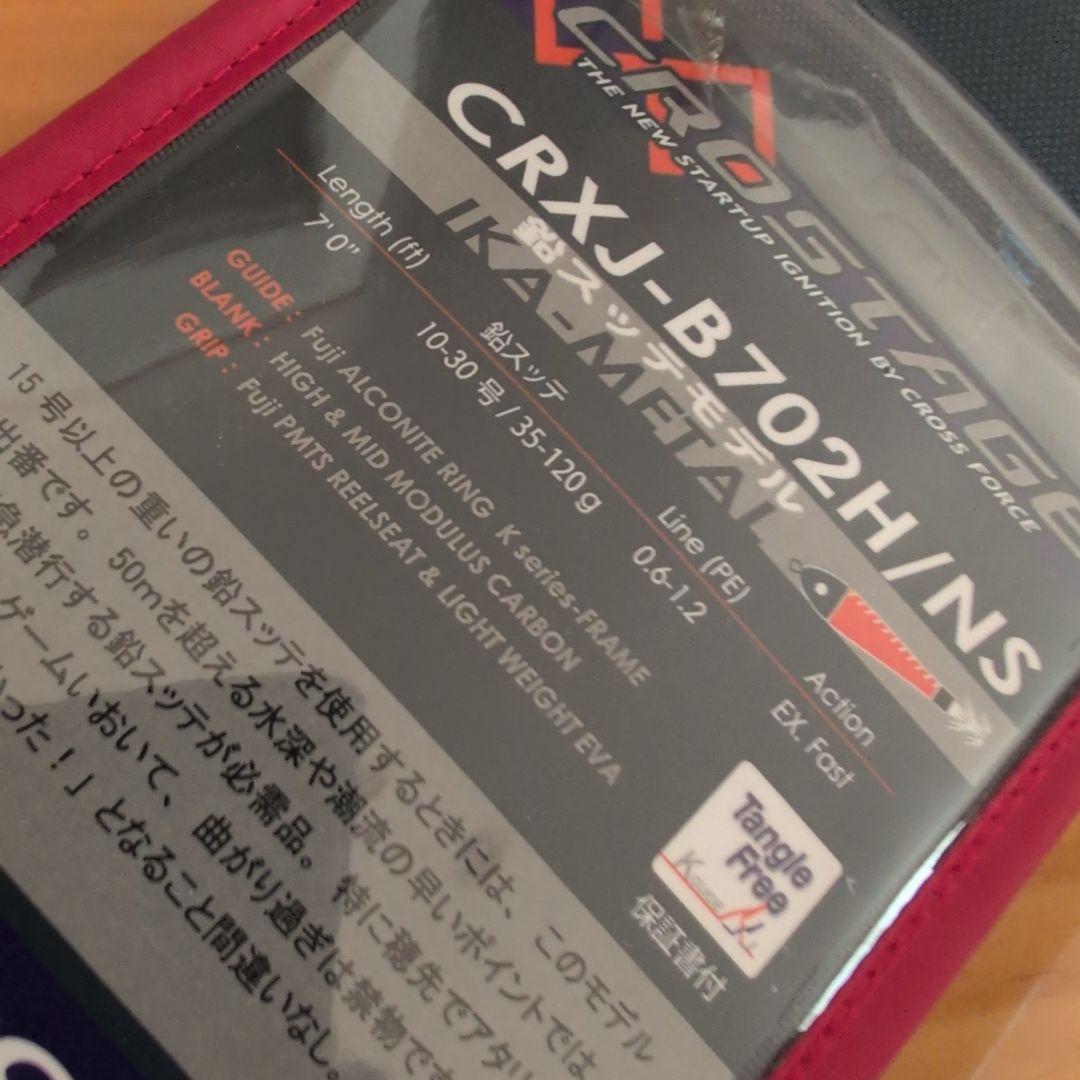 CROSTAGE
THE NEW STARTUP IGNITION BY CROSS FORCE
CRXJ-B702H/NS
鉛スッテモデル
IKA-METAL
Length (ft) 鉛スッテ Line (PE) Action
7'0" 10-30 号 / 35-120 g 0.6-1.2 EX. Fast
GUIDE : Fuji ALCONITE RING K series-FRAME
BLANK : HIGH & MID MODULUS CARBON
GRIP : Fuji PMTS REELSEAT & LIGHT WEIGHT EVA
Tangle
Free
K
保証書付
15 号以上の重いの鉛スッテを使用するときには、このモデル
出番です。50mを超える水深や潮流の早いポイントでは
急潜行する鉛スッテが必需品。特に穂先でアタリ
ゲームいおいて、曲がり過ぎは禁物です
った!」となること間違いなし。